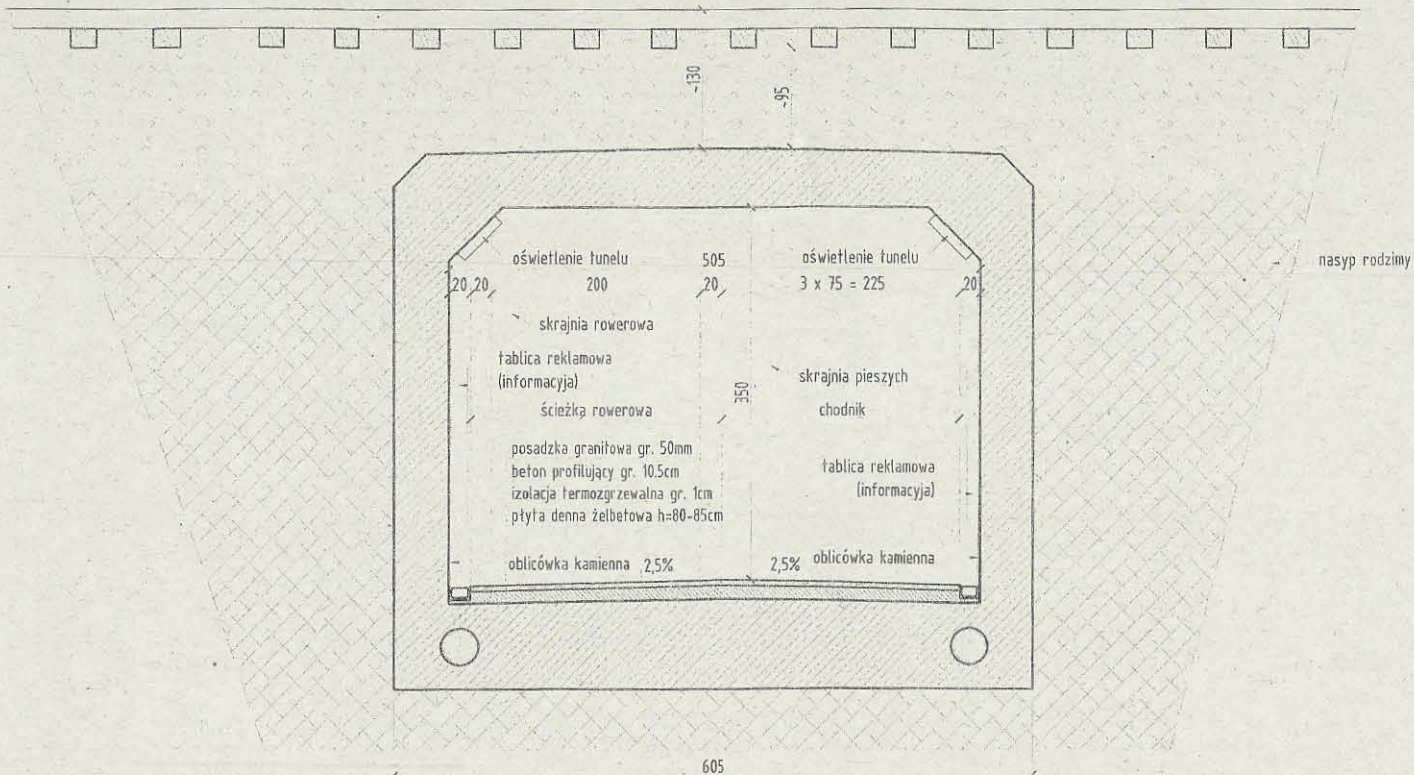 ~130
~95
oświetlenie tunelu
505
oświetlenie tunelu
nasyp rodzimy
20 20
200
20
3 x 75 = 225
20
skrajnia rowerowa
tablica reklamowa
(informacyja)
skrajnia pieszych
350
ścieżka rowerowa
chodnik
posadzka granitowa gr. 50mm
beton profilujący gr. 10.5cm
izolacja termozgrzewalna gr. 1cm
płyta denna żelbetowa h=80-85cm
tablica reklamowa
(informacyja)
oblicówka kamienna 2,5%
2,5% oblicówka kamienna
605